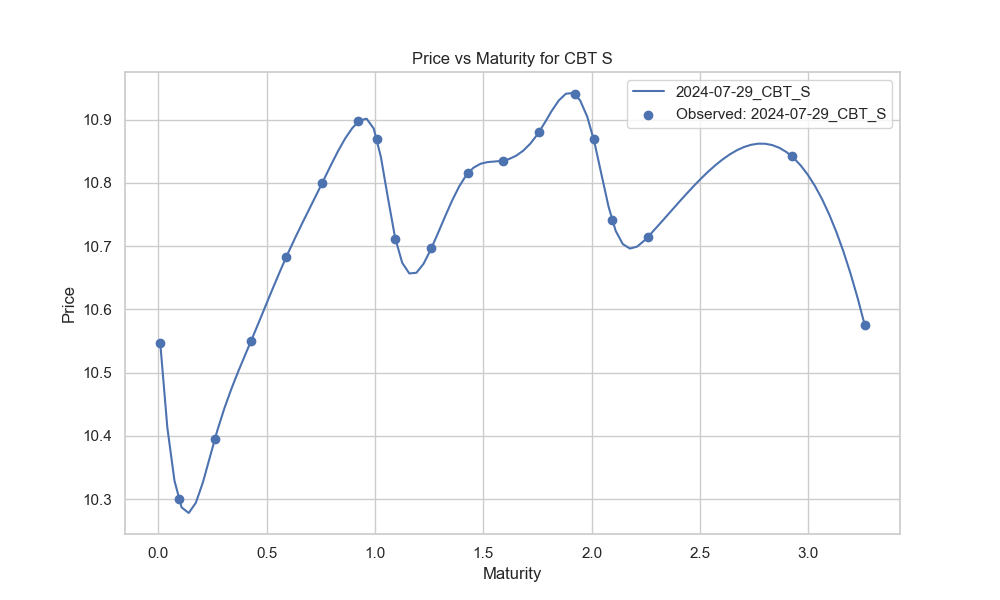 Price vs Maturity for CBT S
2024-07-29_CBT_S
Observed: 2024-07-29_CBT_S
Price
10.9
10.8
10.7
10.6
10.5
10.4
10.3
0.0 0.5 1.0 1.5 2.0 2.5 3.0
Maturity